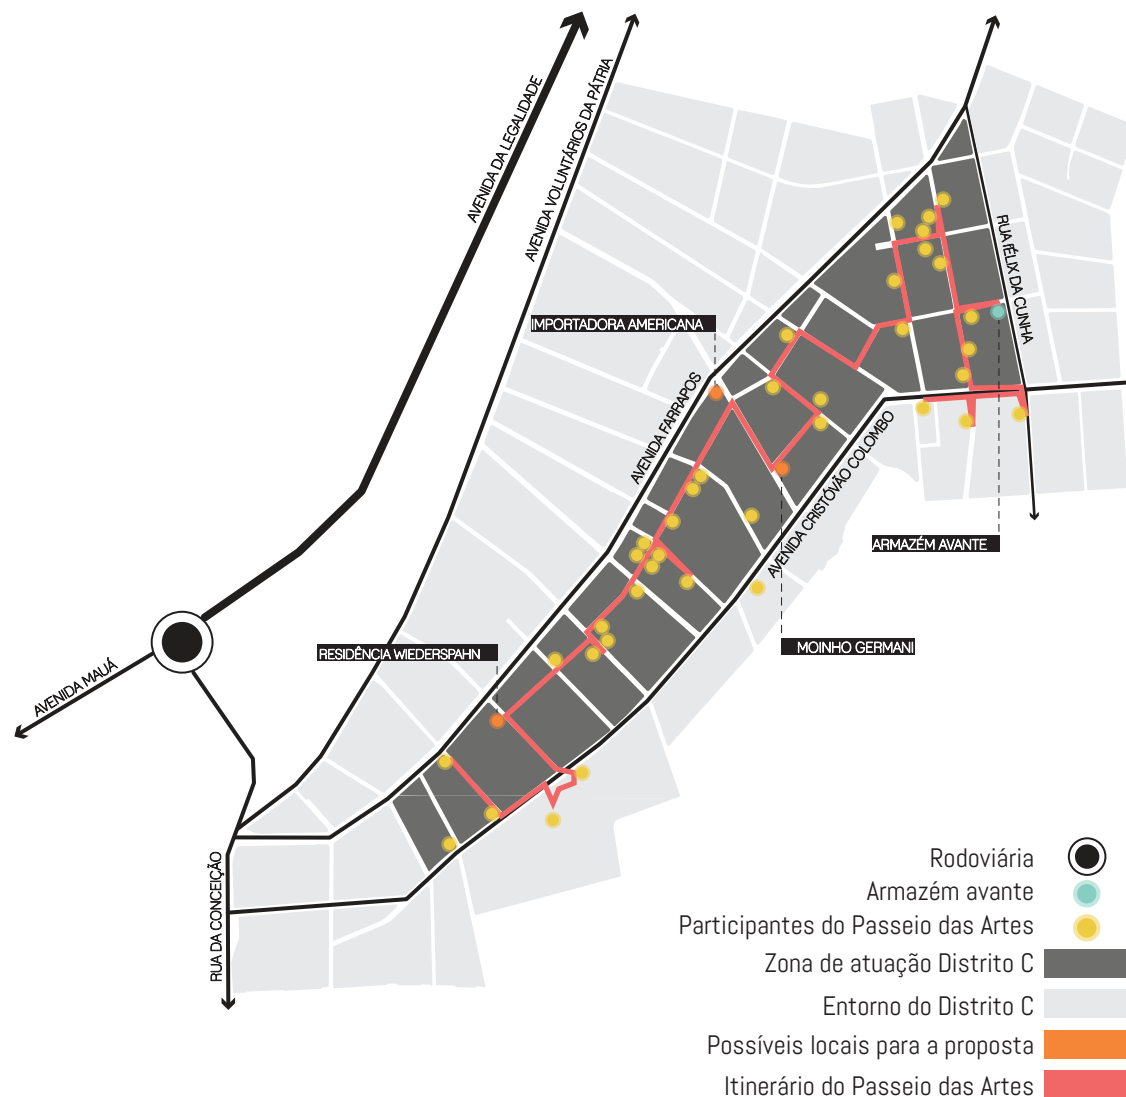 AVENIDA DA LEGALIDADE
AVENIDA VOLUNTÁRIOS DA PÁTRIA
RUA FÉLIX DA CUNHA
IMPORTADORA AMERICANA
AVENIDA FARRAPOS
AVENIDA CRISTÓVÃO COLOMBO
ARMAZÉM AVANTE
MOINHO GERMANI
RESIDÊNCIA WIEDERSPAHN
AVENIDA MAUÁ
RUA DA CONCEIÇÃO
Rodoviária
Armazém avante
Participantes do Passeio das Artes
Zona de atuação Distrito C
Entorno do Distrito C
Possíveis locais para a proposta
Itinerário do Passeio das Artes